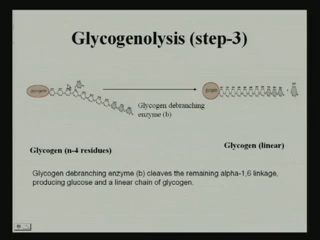 Glycogenolysis (step-3)
Glycogen debranching
enzyme (b)
Glycogen (n-4 residues)
Glycogen (linear)
Glycogen debranching enzyme (b) cleaves the remaining alpha-1,6 linkage,
producing glucose and a linear chain of glycogen.